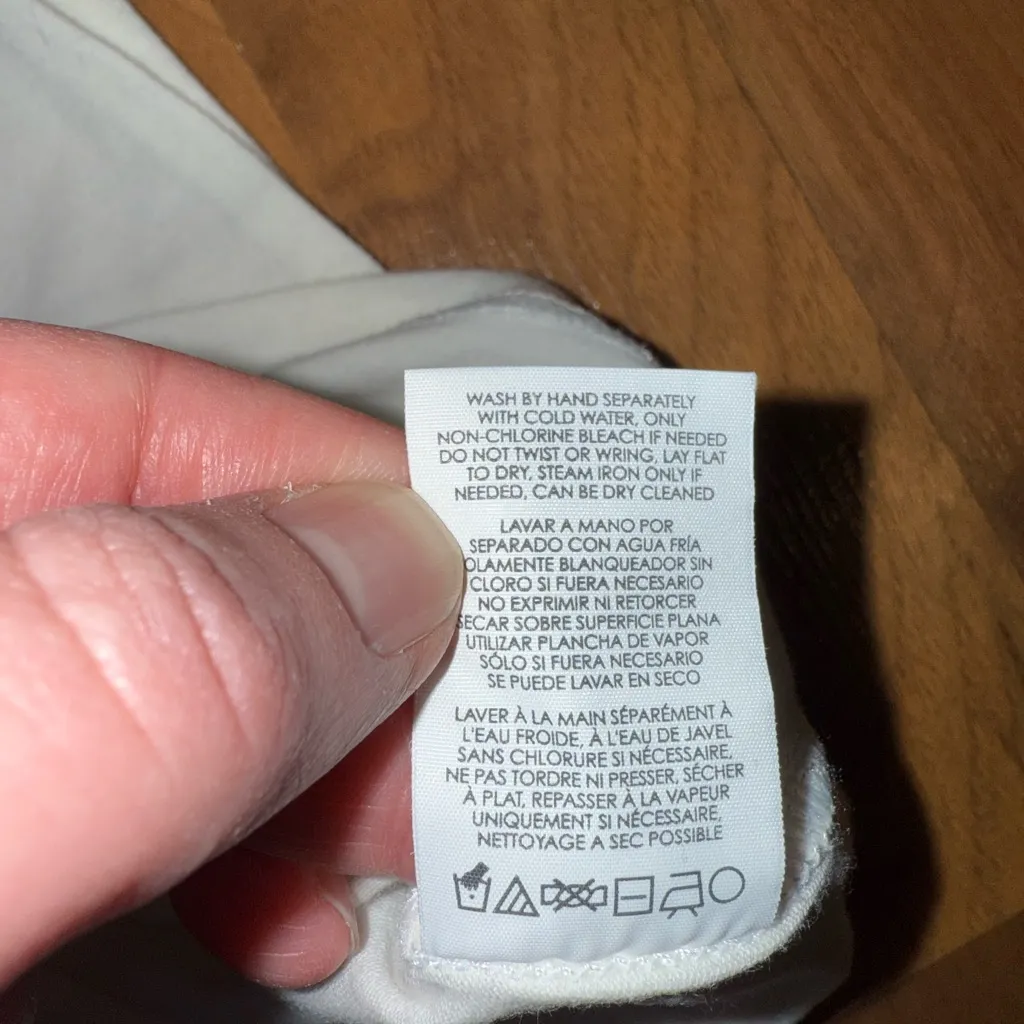 WASH BY HAND SEPARATELY
WITH COLD WATER, ONLY
NON-CHLORINE BLEACH IF NEEDED
DO NOT TWIST OR WRING, LAY FLAT
TO DRY, STEAM IRON ONLY IF
NEEDED, CAN BE DRY CLEANED
LAVAR A MANO POR
SEPARADO CON AGUA FRÍA
OLAMENTE BLANQUEADOR SIN
CLORO SI FUERA NECESARIO
NO EXPRIMIR NI RETORCER
SECAR SOBRE SUPERFICIE PLANA
UTILIZAR PLANCHA DE VAPOR
SÓLO SI FUERA NECESARIO
SE PUEDE LAVAR EN SECO
LAVER À LA MAIN SÉPARÉMENT À
L'EAU FROIDE, À L'EAU DE JAVEL
SANS CHLORURE SI NÉCESSAIRE,
NE PAS TORDRE NI PRESSER, SÉCHER
À PLAT, REPASSER À LA VAPEUR
UNIQUEMENT SI NÉCESSAIRE,
NETTOYAGE A SEC POSSIBLE